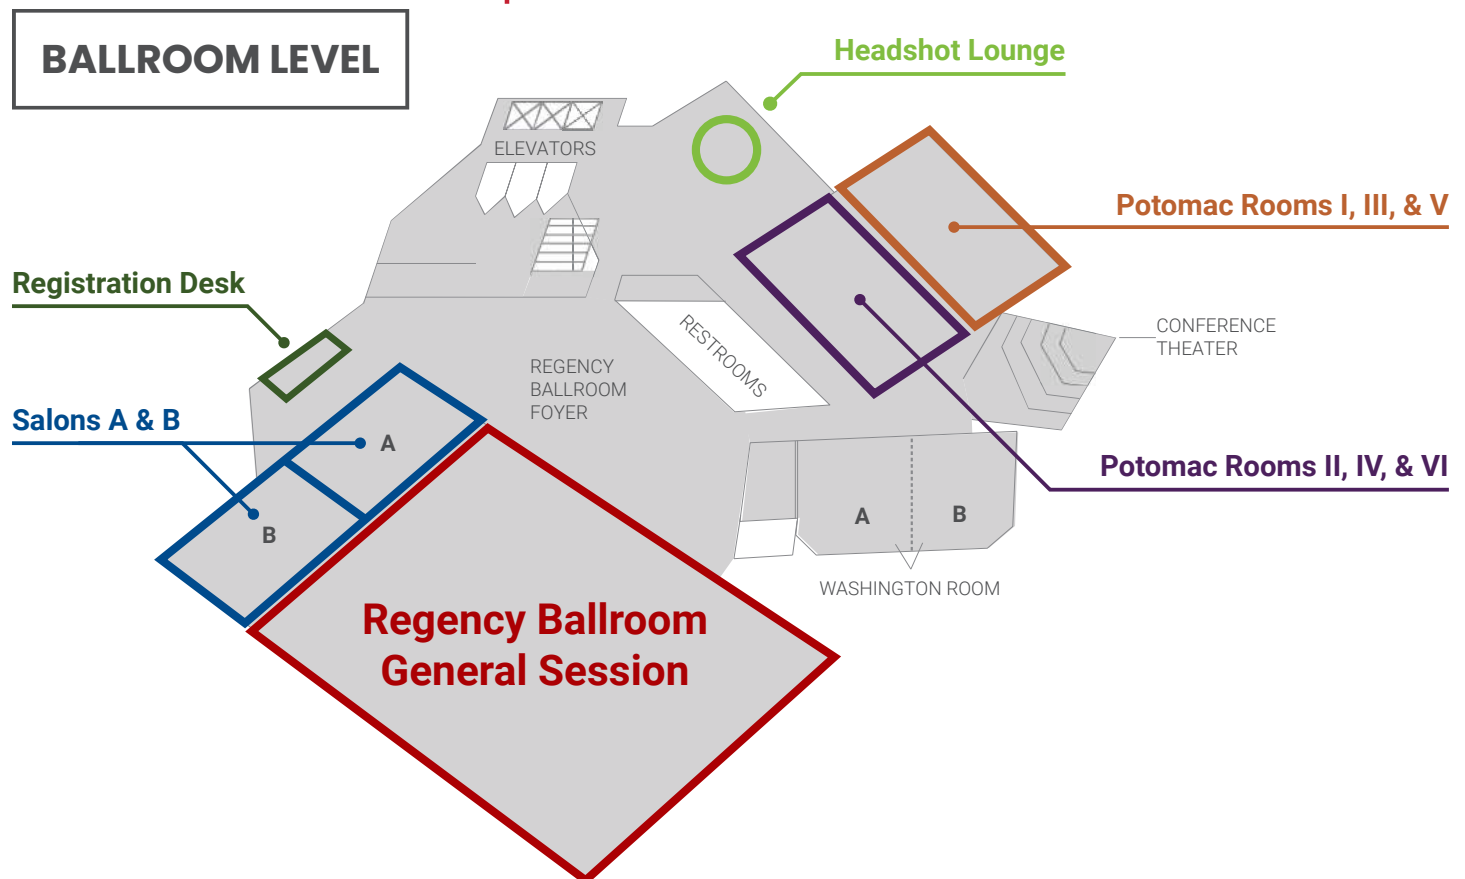 BALLROOM LEVEL
Headshot Lounge
ELEVATORS
Potomac Rooms I, III, & V
Registration Desk
RESTROOMS
CONFERENCE
THEATER
REGENCY
BALLROOM
FOYER
Salons A & B
A
B
Potomac Rooms II, IV, & VI
A
B
WASHINGTON ROOM
Regency Ballroom
General Session